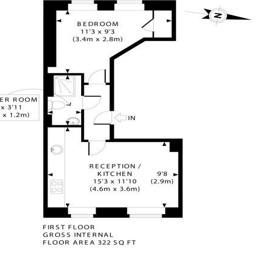 BEDROOM
11'3 x 9'3
(3.4m x 2.8m)
ER ROOM
x 3'11
x 1.2m)
IN
RECEPTION /
KITCHEN
15'3 x 11'10
(4.6m x 3.6m)
9'8
(2.9m)
FIRST FLOOR
GROSS INTERNAL
FLOOR AREA 322 SQ FT